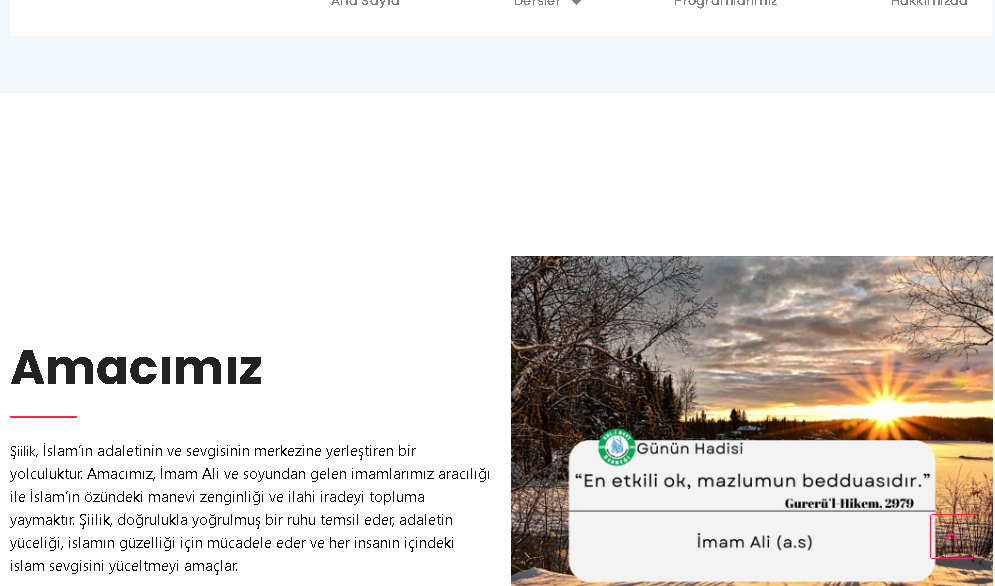 Ana Sayfa Dersler Programlarımız Hakkımızda
Amacımız
Şiilik, İslam’ın adaletinin ve sevgisinin merkezine yerleştiren bir
yolculuktur. Amacımız, İmam Ali ve soyundan gelen imamlarımız aracılığı
ile İslam’ın özündeki manevi zenginliği ve ilahi iradeyi topluma
yaymaktır. Şiilik, doğrulukla yoğrulmuş bir ruhu temsil eder, adaletin
yüceliği, islamın güzelliği için mücadele eder ve her insanın içindeki
islam sevgisini yüceltmeyi amaçlar.
Günün Hadisi
“En etkili ok, mazlumun bedduasıdır.”
Gurerü’l-Hikem, 2979
İmam Ali (a.s)